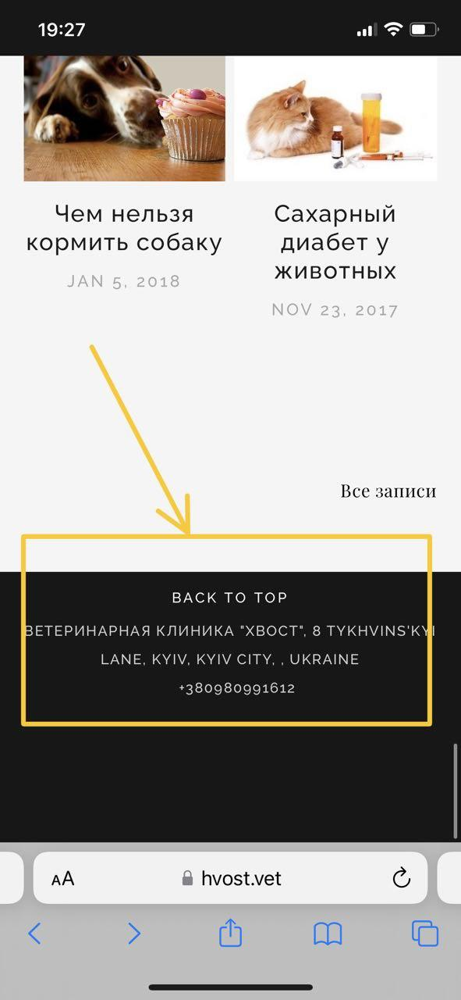 19:27
Чем нельзя
кормить собаку
JAN 5, 2018
Сахарный
диабет у
животных
NOV 23, 2017
Все записи
BACK TO TOP
ВЕТЕРИНАРНАЯ КЛИНИКА "ХВОСТ", 8 TYKHVINS'KYI
LANE, KYIV, KYIV CITY, , UKRAINE
+380980991612
AA
hvost.vet